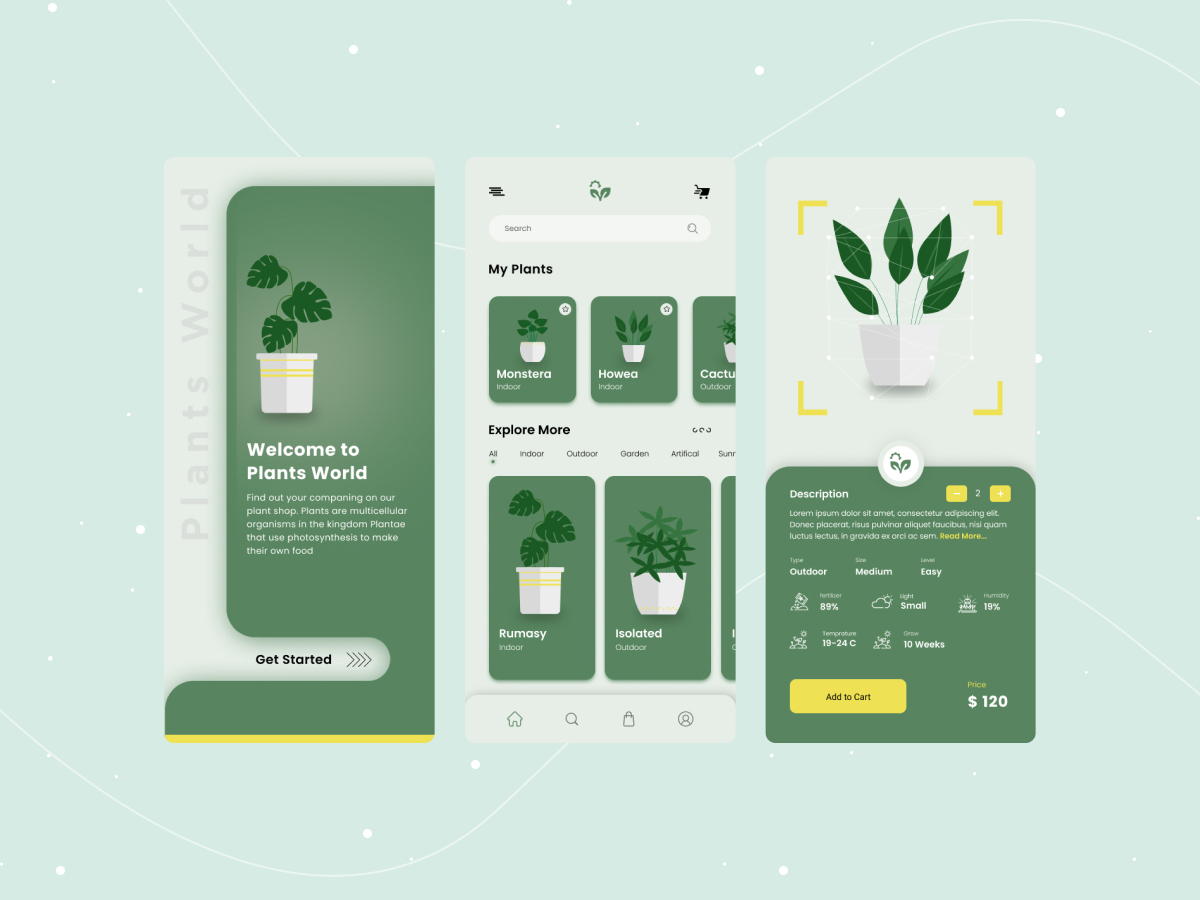 Plants World
Welcome to
Plants World
Find out your companing on our
plant shop. Plants are multicellular
organisms in the kingdom Plantae
that use photosynthesis to make
their own food
Get Started
Search
My Plants
Monstera
Indoor
Howea
Indoor
Cactu
Outdoor
Explore More
All Indoor Outdoor Garden Artifical Sunr
Rumasy
Indoor
Isolated
Outdoor
Description
2
Lorem ipsum dolor sit amet, consectetur adipiscing elit.
Donec placerat, risus pulvinar aliquet faucibus, nisi quam
luctus lectus, in gravida ex orci ac sem. Read More...
Type Size Level
Outdoor Medium Easy
fertilizer Light Humidity
89% Small 19%
Temprature Grow
19-24 C 10 Weeks
Add to Cart
Price
$ 120